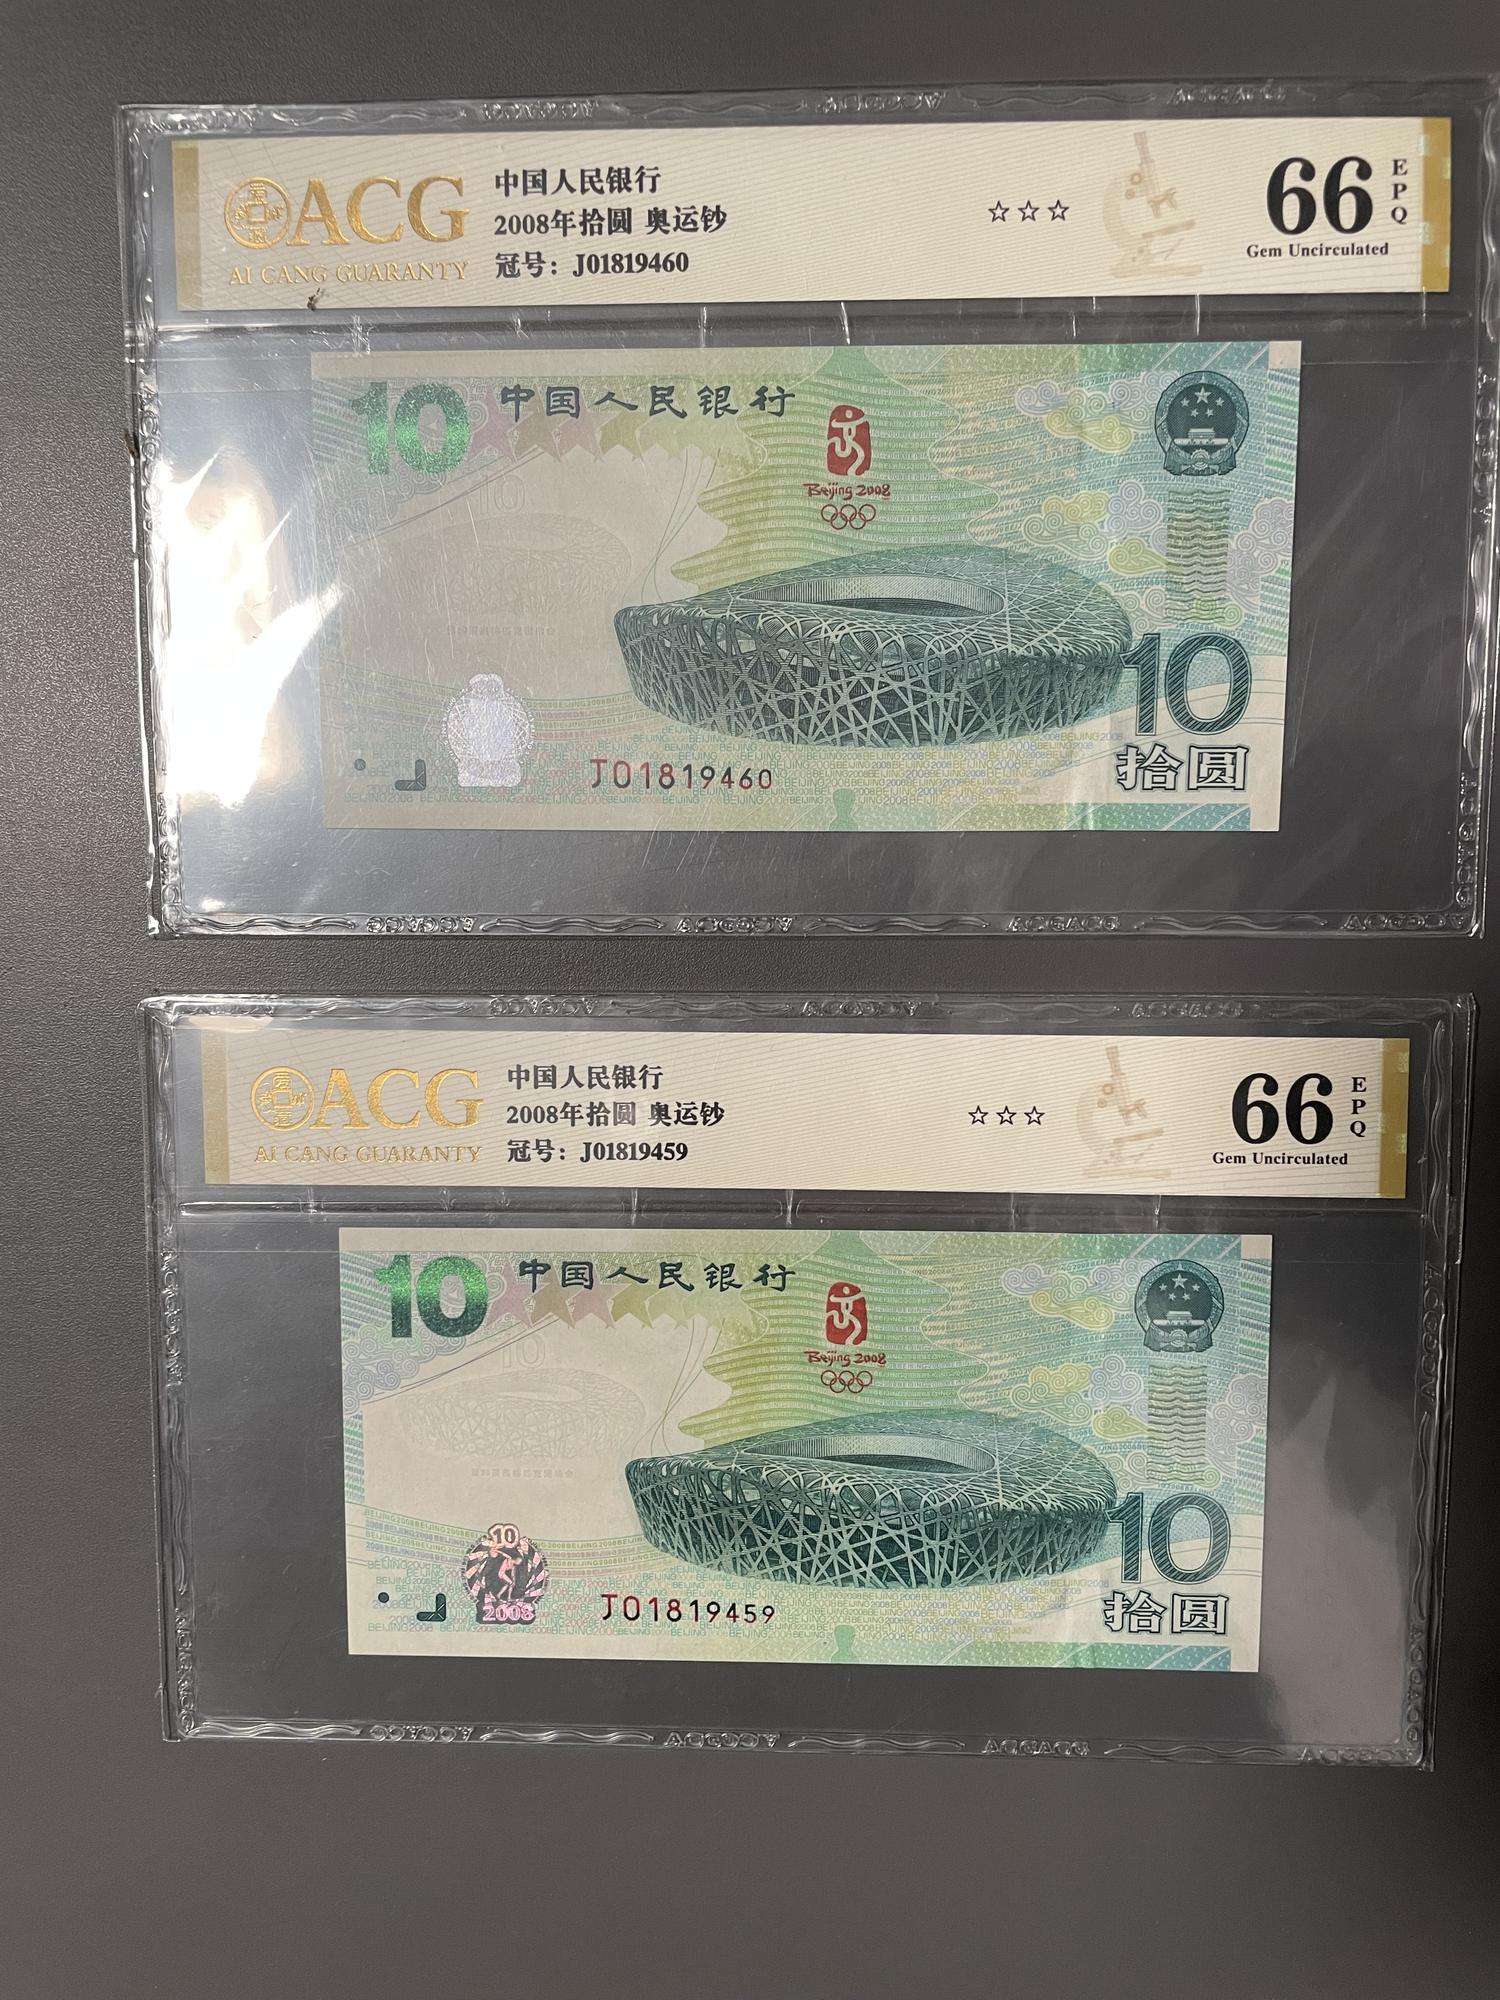 ACG
AI CANG GUARANTY
中国人民银行
2008年拾圆 奥运钞
冠号: J01819460
☆☆☆
66
EPQ
Gem Uncirculated
10
中国人民银行
Beijing 2008
10
J01819460
10
拾圆
ACG
AI CANG GUARANTY
中国人民银行
2008年拾圆 奥运钞
冠号: J01819459
☆☆☆
66
EPQ
Gem Uncirculated
10
中国人民银行
Beijing 2008
10
10
2008
J01819459
10
拾圆